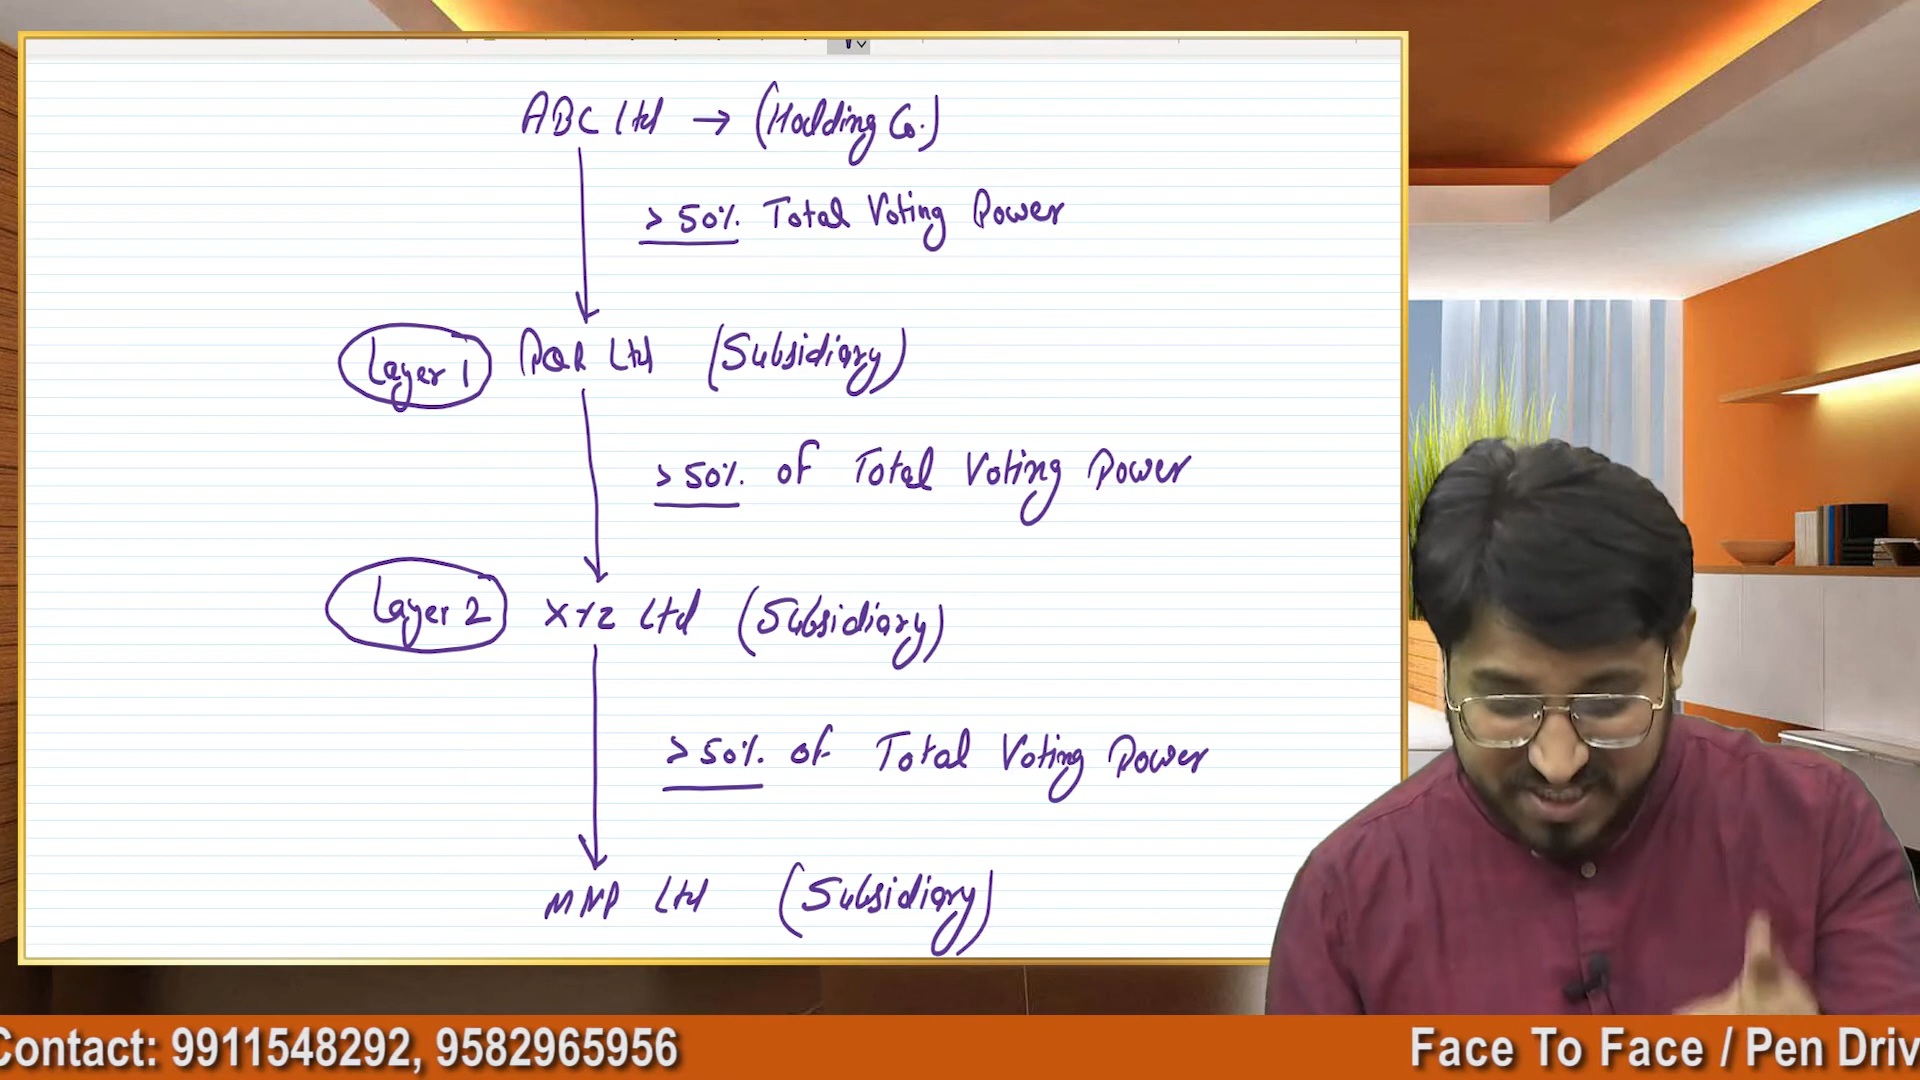 ABC Ltd → (Holding Co.)
> 50% Total Voting Power
Layer 1 PQR Ltd (Subsidiary)
> 50% of Total Voting Power
Layer 2 XYZ Ltd (Subsidiary)
> 50% of Total Voting Power
MNP Ltd (Subsidiary)
Contact: 9911548292, 9582965956
Face To Face / Pen Driv